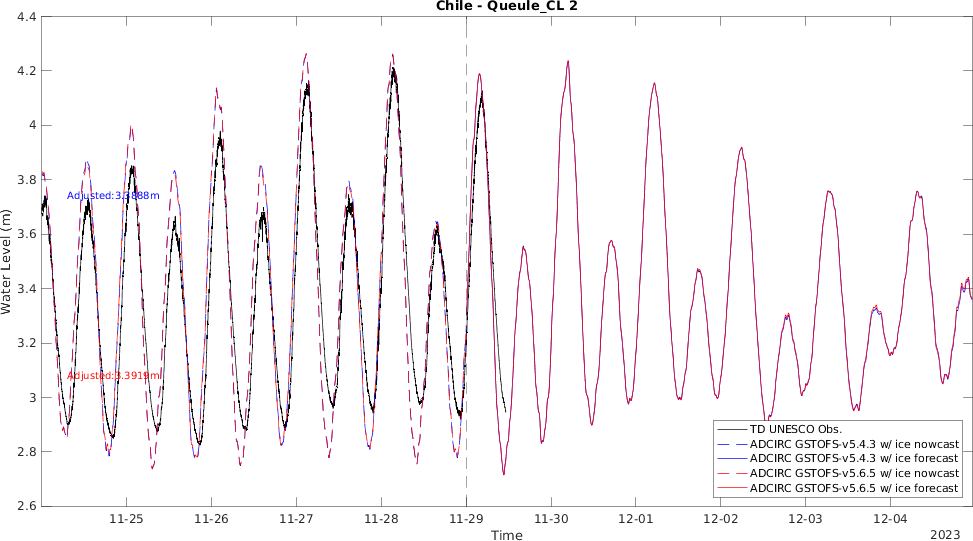 Chile - Queule_CL 2
4.4
4.2
4
3.8
3.6
3.4
3.2
3
2.8
2.6
Water Level (m)
Adjusted:3.3888m
Adjusted:3.3919m
TD UNESCO Obs.
ADCIRC GSTOFS-v5.4.3 w/ ice nowcast
ADCIRC GSTOFS-v5.4.3 w/ ice forecast
ADCIRC GSTOFS-v5.6.5 w/ ice nowcast
ADCIRC GSTOFS-v5.6.5 w/ ice forecast
11-25 11-26 11-27 11-28 11-29 11-30 12-01 12-02 12-03 12-04
Time
2023